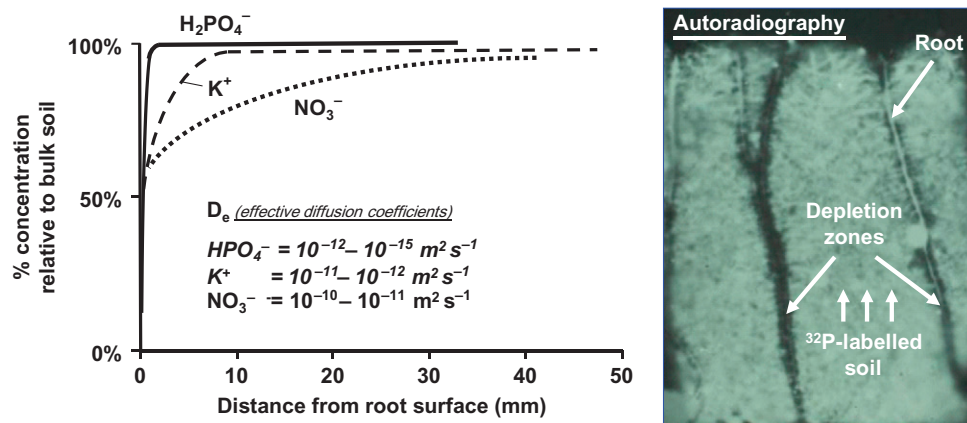 H₂PO₄⁻
100%
K⁺
NO₃⁻
50%
0%
% concentration
relative to bulk soil
Dₑ (effective diffusion coefficients)
HPO₄⁻ = 10⁻¹² – 10⁻¹⁵ m² s⁻¹
K⁺ = 10⁻¹¹ – 10⁻¹² m² s⁻¹
NO₃⁻ = 10⁻¹⁰ – 10⁻¹¹ m² s⁻¹
0 10 20 30 40 50
Distance from root surface (mm)
Autoradiography
Root
Depletion
zones
³²P-labelled
soil